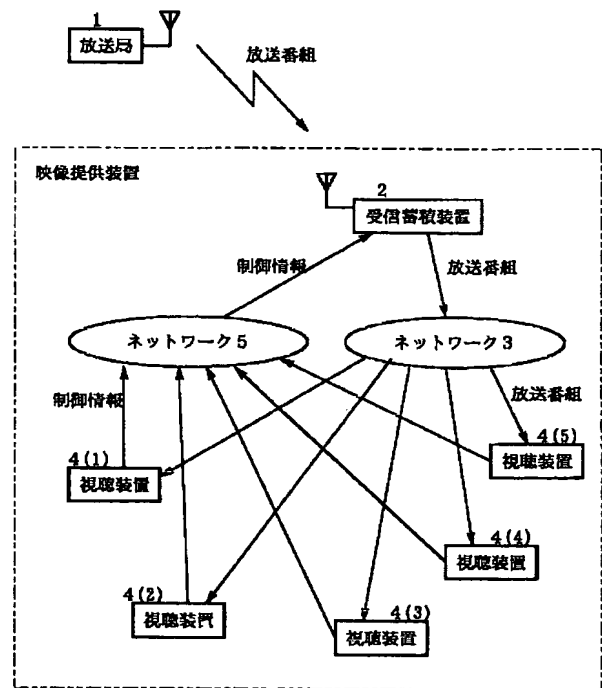 1
放送局
放送番組
映像提供装置
2
受信蓄積装置
制御情報
放送番組
ネットワーク5
ネットワーク3
制御情報
放送番組
4(1)
視聴装置
4(5)
視聴装置
4(4)
視聴装置
4(2)
視聴装置
4(3)
視聴装置